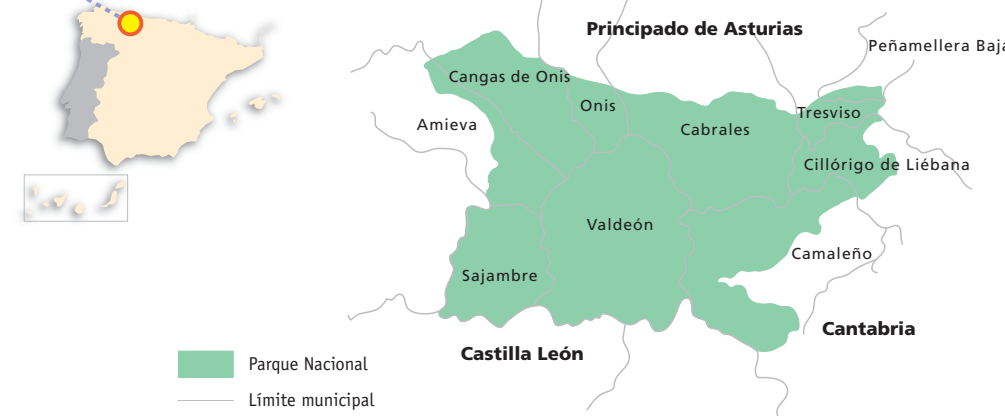 Principado de Asturias
Peñamellera Baja
Cangas de Onis
Onis
Tresviso
Amieva
Cabrales
Cillórigo de Liébana
Valdeón
Camaleño
Sajambre
Cantabria
Castilla León
Parque Nacional
Límite municipal